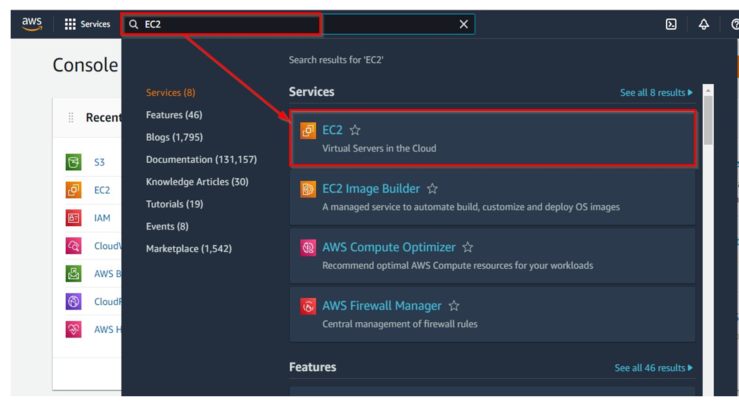 aws
Services
EC2
Console
Recent
S3
EC2
IAM
CloudW
AWS B
CloudF
AWS H
Services (8)
Features (46)
Blogs (1,795)
Documentation (131,157)
Knowledge Articles (30)
Tutorials (19)
Events (8)
Marketplace (1,542)
Search results for 'EC2'
Services
See all 8 results
EC2
Virtual Servers in the Cloud
EC2 Image Builder
A managed service to automate build, customize and deploy OS images
AWS Compute Optimizer
Recommend optimal AWS Compute resources for your workloads
AWS Firewall Manager
Central management of firewall rules
Features
See all 46 results